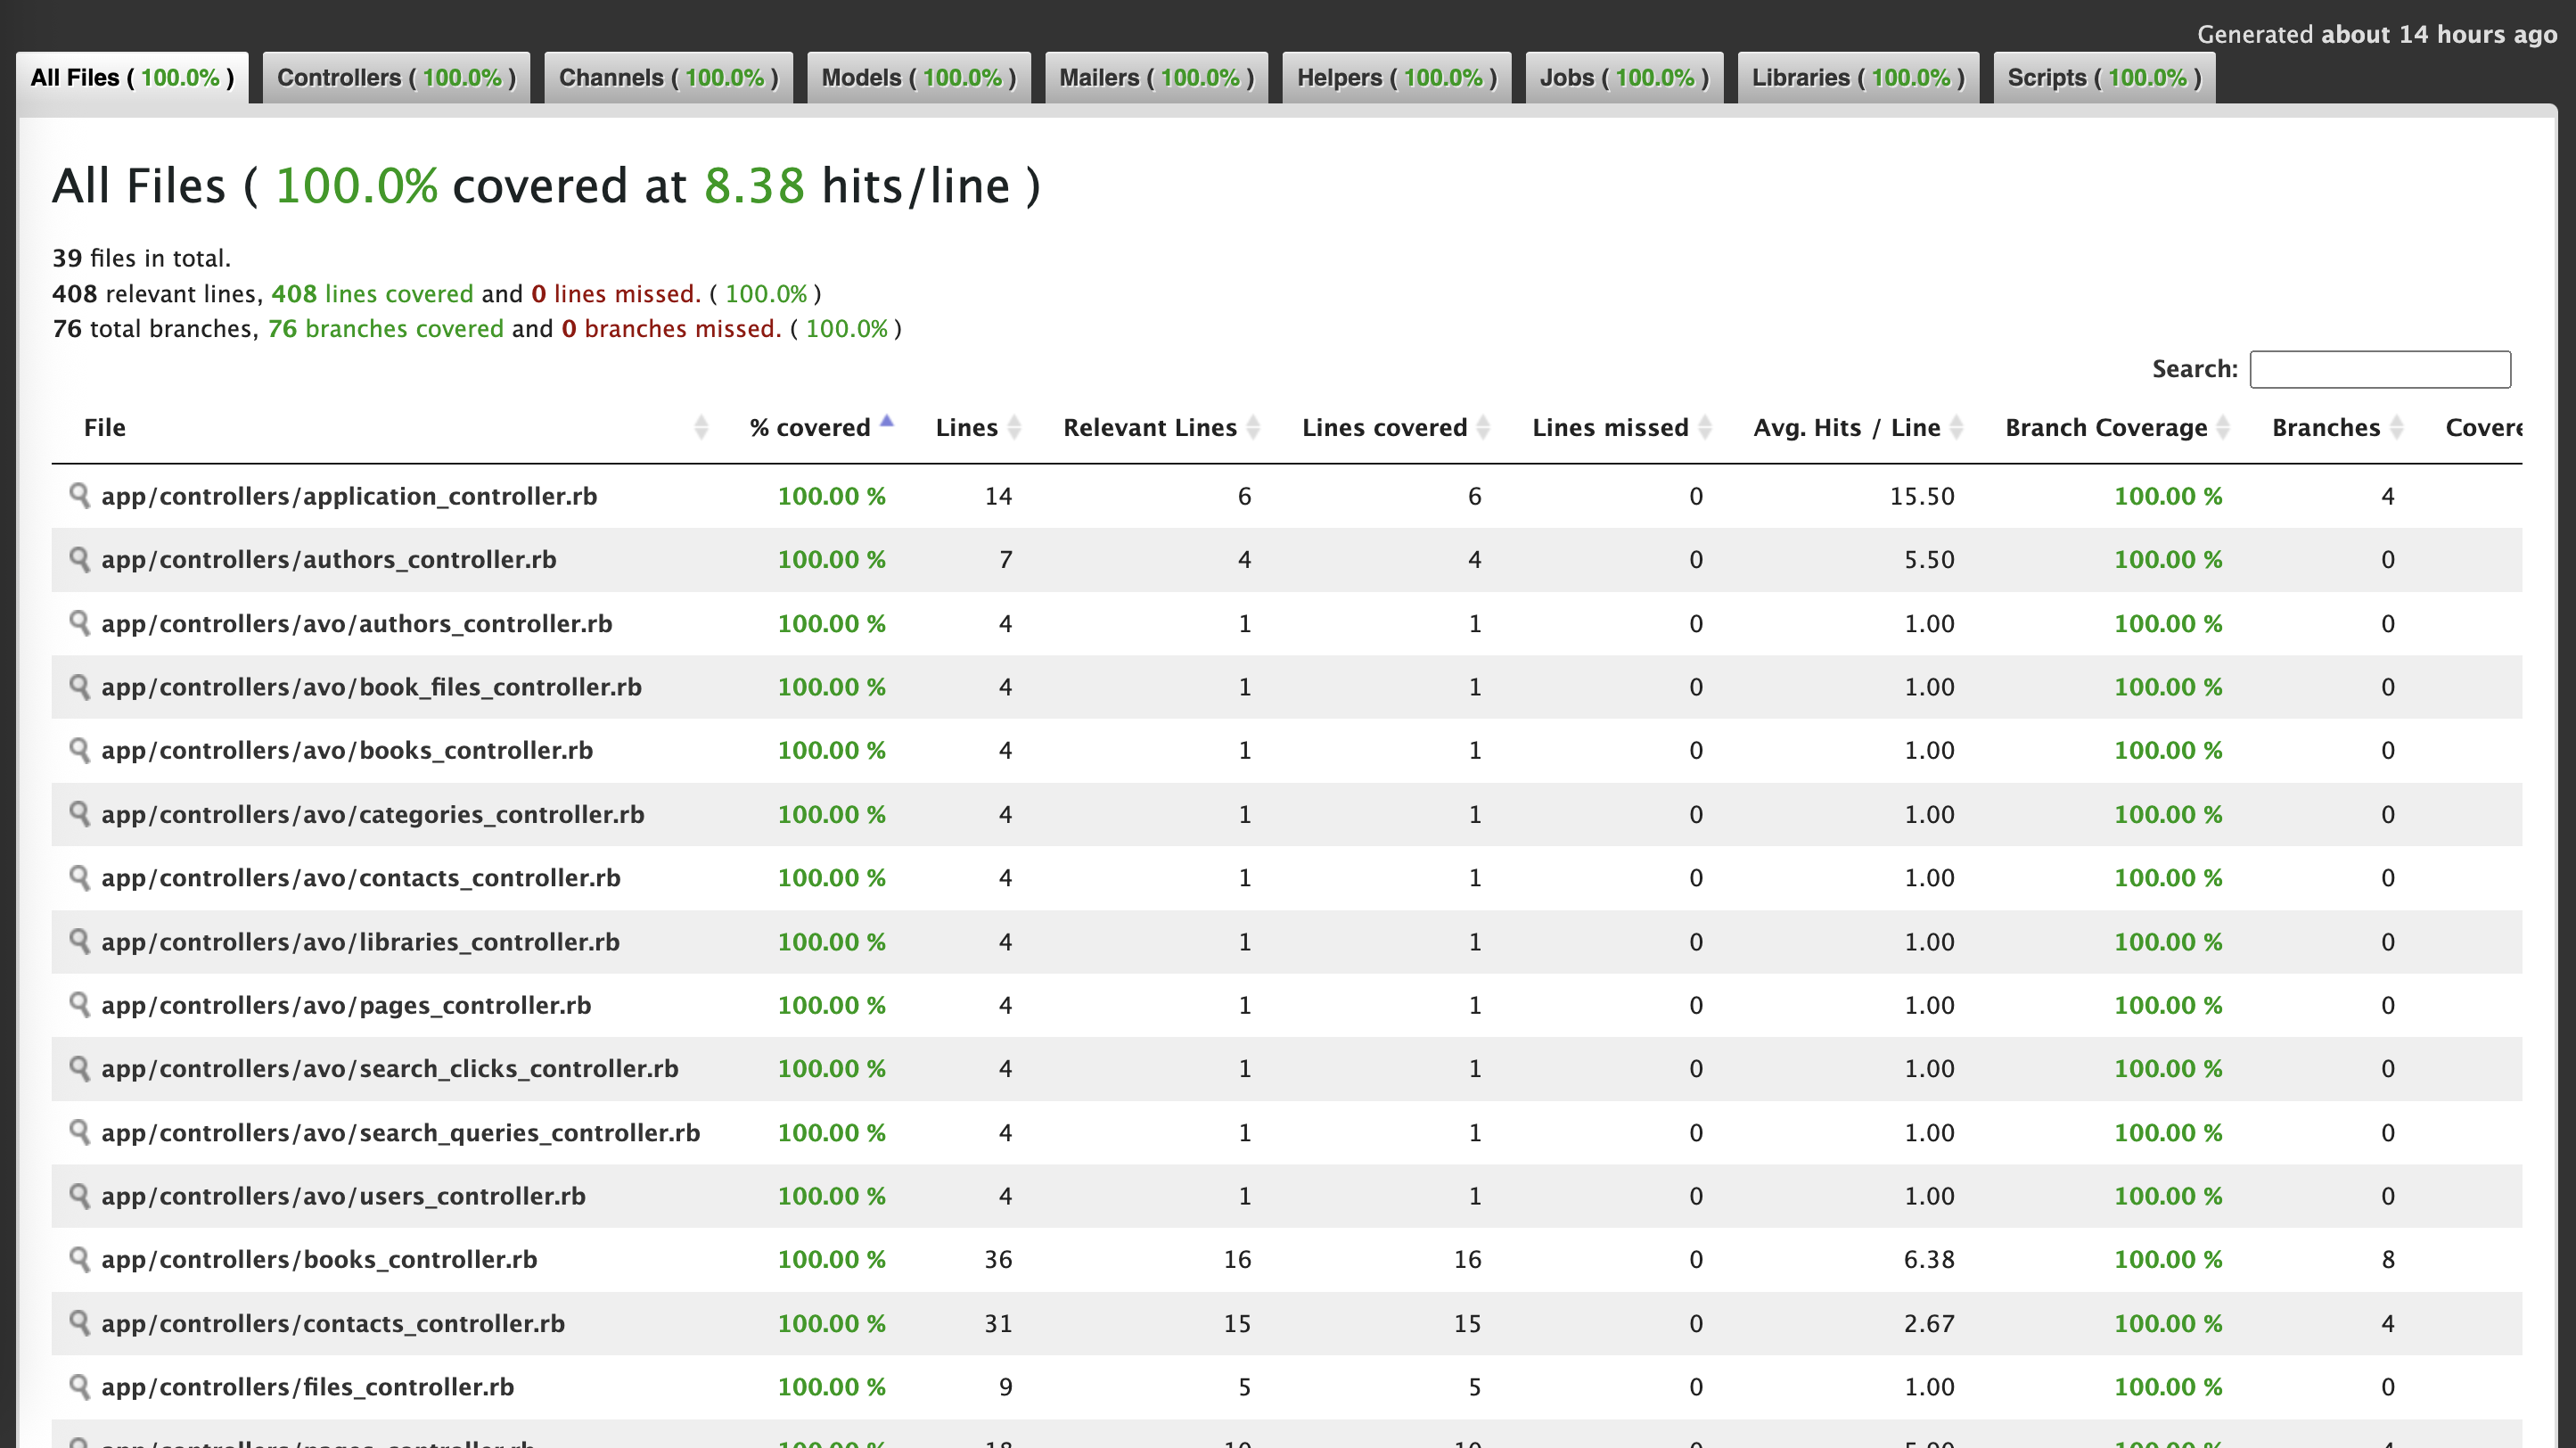 Generated about 14 hours ago
All Files ( 100.0% ) Controllers ( 100.0% ) Channels ( 100.0% ) Models ( 100.0% ) Mailers ( 100.0% ) Helpers ( 100.0% ) Jobs ( 100.0% ) Libraries ( 100.0% ) Scripts ( 100.0% )
All Files ( 100.0% covered at 8.38 hits/line )
39 files in total.
408 relevant lines, 408 lines covered and 0 lines missed. ( 100.0% )
76 total branches, 76 branches covered and 0 branches missed. ( 100.0% )
Search:
File % covered Lines Relevant Lines Lines covered Lines missed Avg. Hits / Line Branch Coverage Branches Covere
app/controllers/application_controller.rb 100.00 % 14 6 6 0 15.50 100.00 % 4
app/controllers/authors_controller.rb 100.00 % 7 4 4 0 5.50 100.00 % 0
app/controllers/avo/authors_controller.rb 100.00 % 4 1 1 0 1.00 100.00 % 0
app/controllers/avo/book_files_controller.rb 100.00 % 4 1 1 0 1.00 100.00 % 0
app/controllers/avo/books_controller.rb 100.00 % 4 1 1 0 1.00 100.00 % 0
app/controllers/avo/categories_controller.rb 100.00 % 4 1 1 0 1.00 100.00 % 0
app/controllers/avo/contacts_controller.rb 100.00 % 4 1 1 0 1.00 100.00 % 0
app/controllers/avo/libraries_controller.rb 100.00 % 4 1 1 0 1.00 100.00 % 0
app/controllers/avo/pages_controller.rb 100.00 % 4 1 1 0 1.00 100.00 % 0
app/controllers/avo/search_clicks_controller.rb 100.00 % 4 1 1 0 1.00 100.00 % 0
app/controllers/avo/search_queries_controller.rb 100.00 % 4 1 1 0 1.00 100.00 % 0
app/controllers/avo/users_controller.rb 100.00 % 4 1 1 0 1.00 100.00 % 0
app/controllers/books_controller.rb 100.00 % 36 16 16 0 6.38 100.00 % 8
app/controllers/contacts_controller.rb 100.00 % 31 15 15 0 2.67 100.00 % 4
app/controllers/files_controller.rb 100.00 % 9 5 5 0 1.00 100.00 % 0